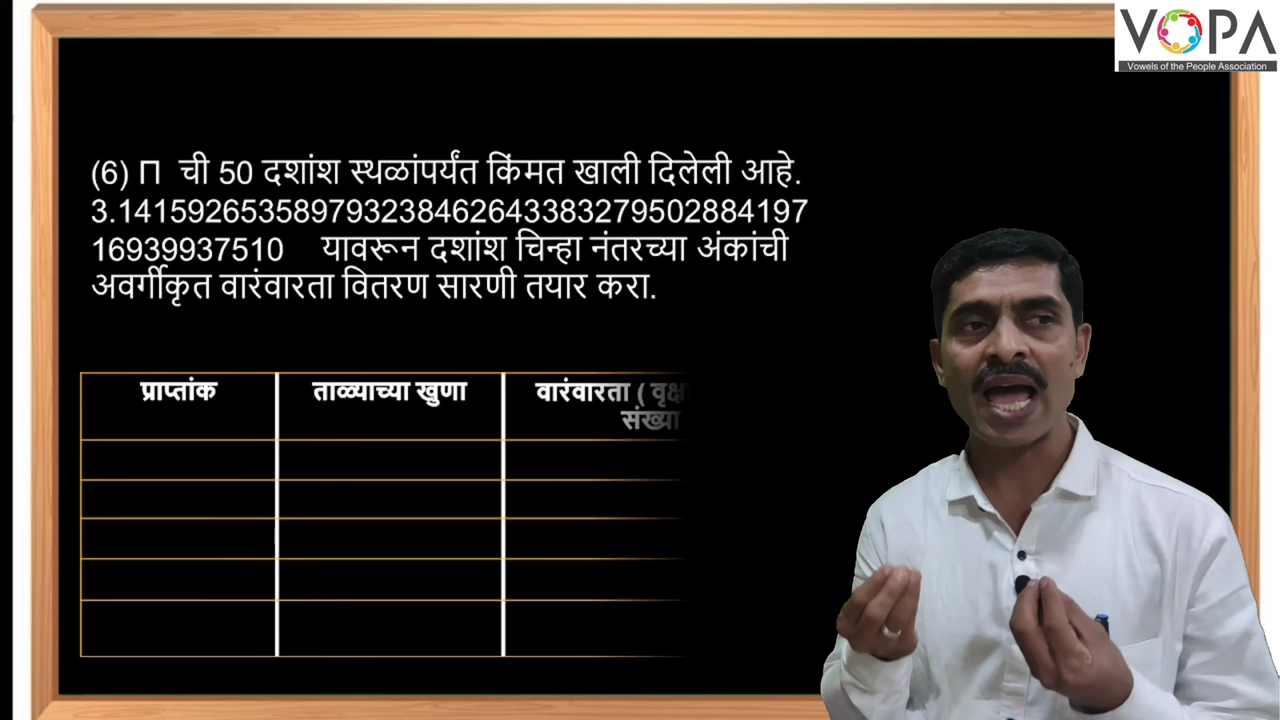 VOPA
Vowels of the People Association
(6) П ची 50 दशांश स्थळांपर्यंत किंमत खाली दिलेली आहे.
3.141592653589793238462643383279502884197
16939937510 यावरून दशांश चिन्हा नंतरच्या अंकांची
अवर्गीकृत वारंवारता वितरण सारणी तयार करा.
प्राप्तांक
ताळ्याच्या खुणा
वारंवारता (
संख्या